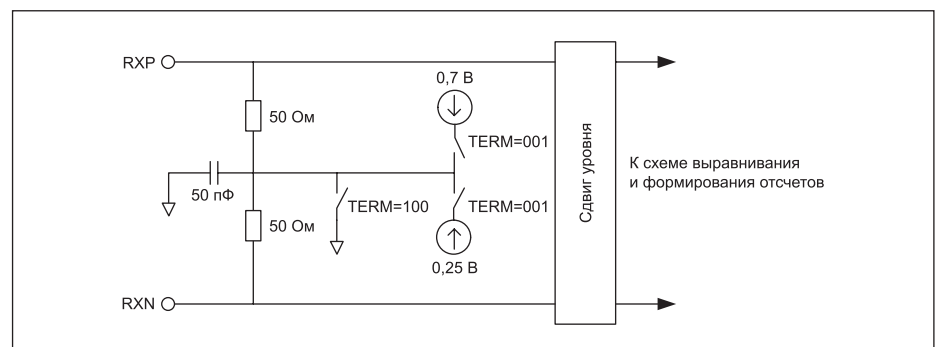 RXP
0,7 В
50 Ом
TERM=001
Сдвиг уровня
К схеме выравнивания
и формирования отсчетов
50 пФ
TERM=100
TERM=001
50 Ом
0,25 В
RXN